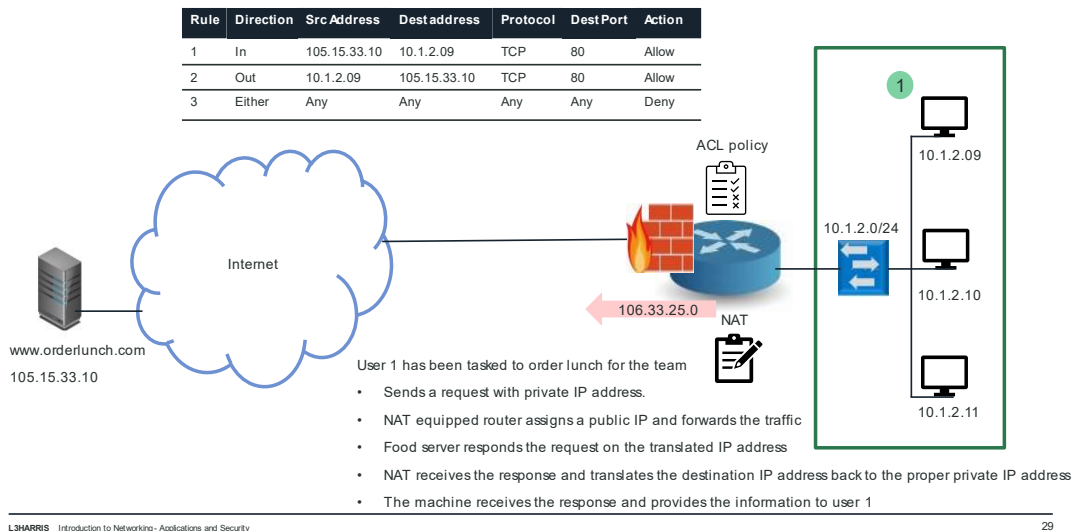 Rule Direction Src Address Dest address Protocol Dest Port Action
1 In 105.15.33.10 10.1.2.09 TCP 80 Allow
2 Out 10.1.2.09 105.15.33.10 TCP 80 Allow
3 Either Any Any Any Any Deny
1
ACL policy
10.1.2.09
10.1.2.0/24
Internet
10.1.2.10
106.33.25.0
NAT
www.orderlunch.com
105.15.33.10
User 1 has been tasked to order lunch for the team
• Sends a request with private IP address.
10.1.2.11
• NAT equipped router assigns a public IP and forwards the traffic
• Food server responds the request on the translated IP address
• NAT receives the response and translates the destination IP address back to the proper private IP address
• The machine receives the response and provides the information to user 1
L3HARRIS Introduction to Networking - Applications and Security
29